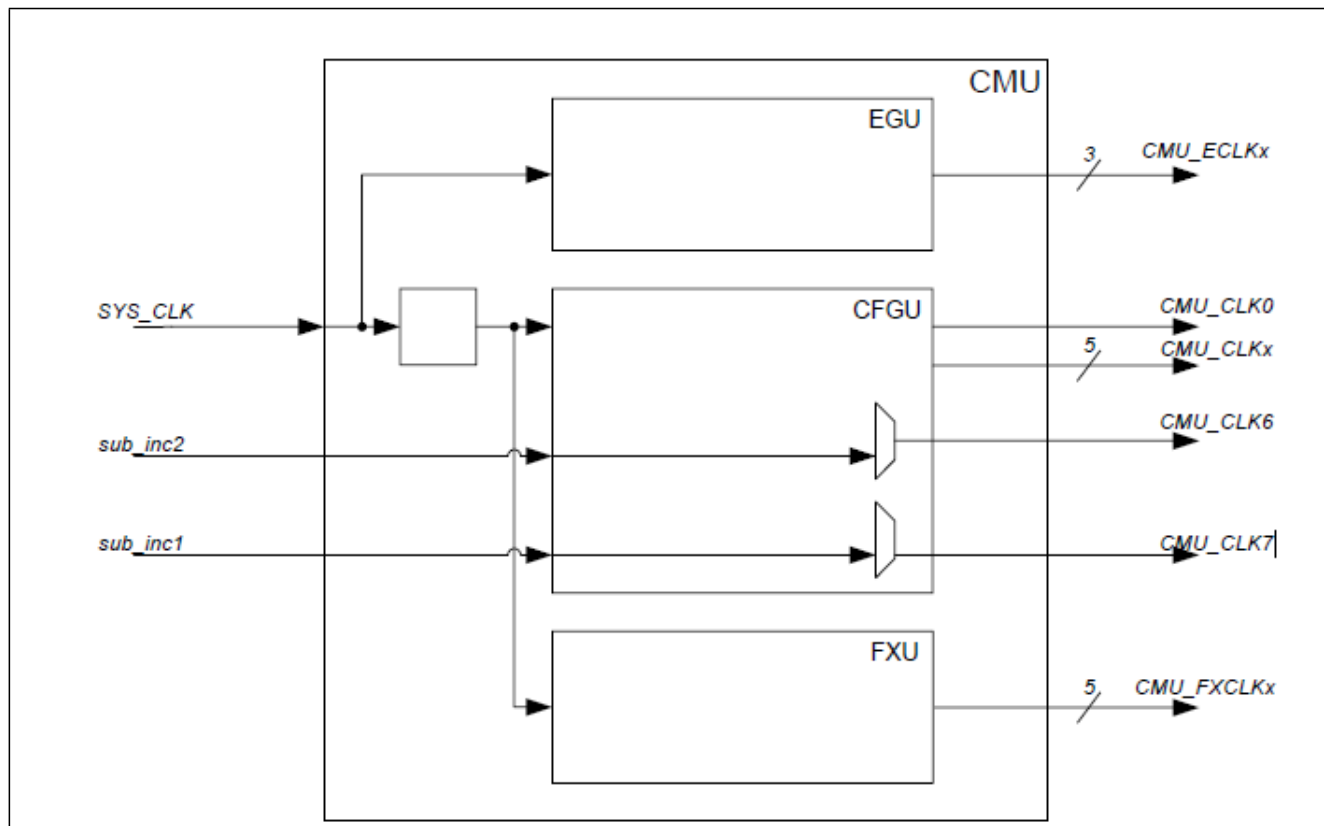 CMU
EGU
3
CMU_ECLKx
SYS_CLK
CFGU
CMU_CLK0
5
CMU_CLKx
sub_inc2
CMU_CLK6
sub_inc1
CMU_CLK7
FXU
5
CMU_FXCLKx